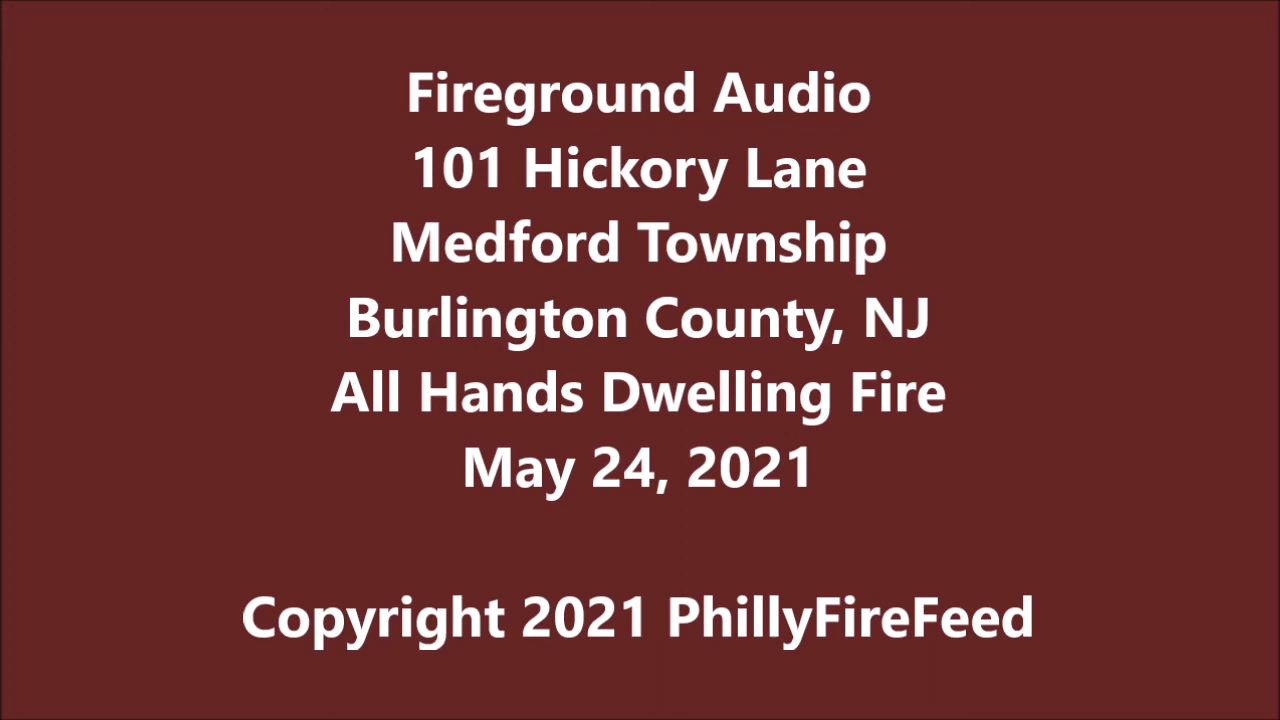 Fireground Audio
101 Hickory Lane
Medford Township
Burlington County, NJ
All Hands Dwelling Fire
May 24, 2021
Copyright 2021 PhillyFireFeed